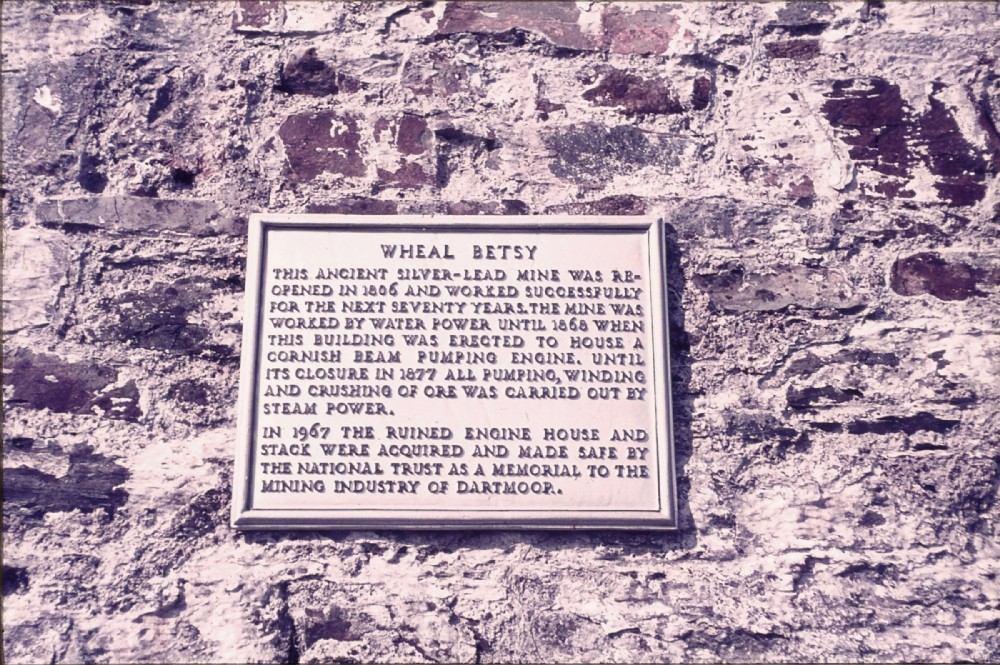 WHEAL BETSY
THIS ANCIENT SILVER-LEAD MINE WAS RE-
OPENED IN 1806 AND WORKED SUCCESSFULLY
FOR THE NEXT SEVENTY YEARS. THE MINE WAS
WORKED BY WATER POWER UNTIL 1868 WHEN
THIS BUILDING WAS ERECTED TO HOUSE A
CORNISH BEAM PUMPING ENGINE. UNTIL
ITS CLOSURE IN 1877 ALL PUMPING, WINDING
AND CRUSHING OF ORE WAS CARRIED OUT BY
STEAM POWER.
IN 1967 THE RUINED ENGINE HOUSE AND
STACK WERE ACQUIRED AND MADE SAFE BY
THE NATIONAL TRUST AS A MEMORIAL TO THE
MINING INDUSTRY OF DARTMOOR.